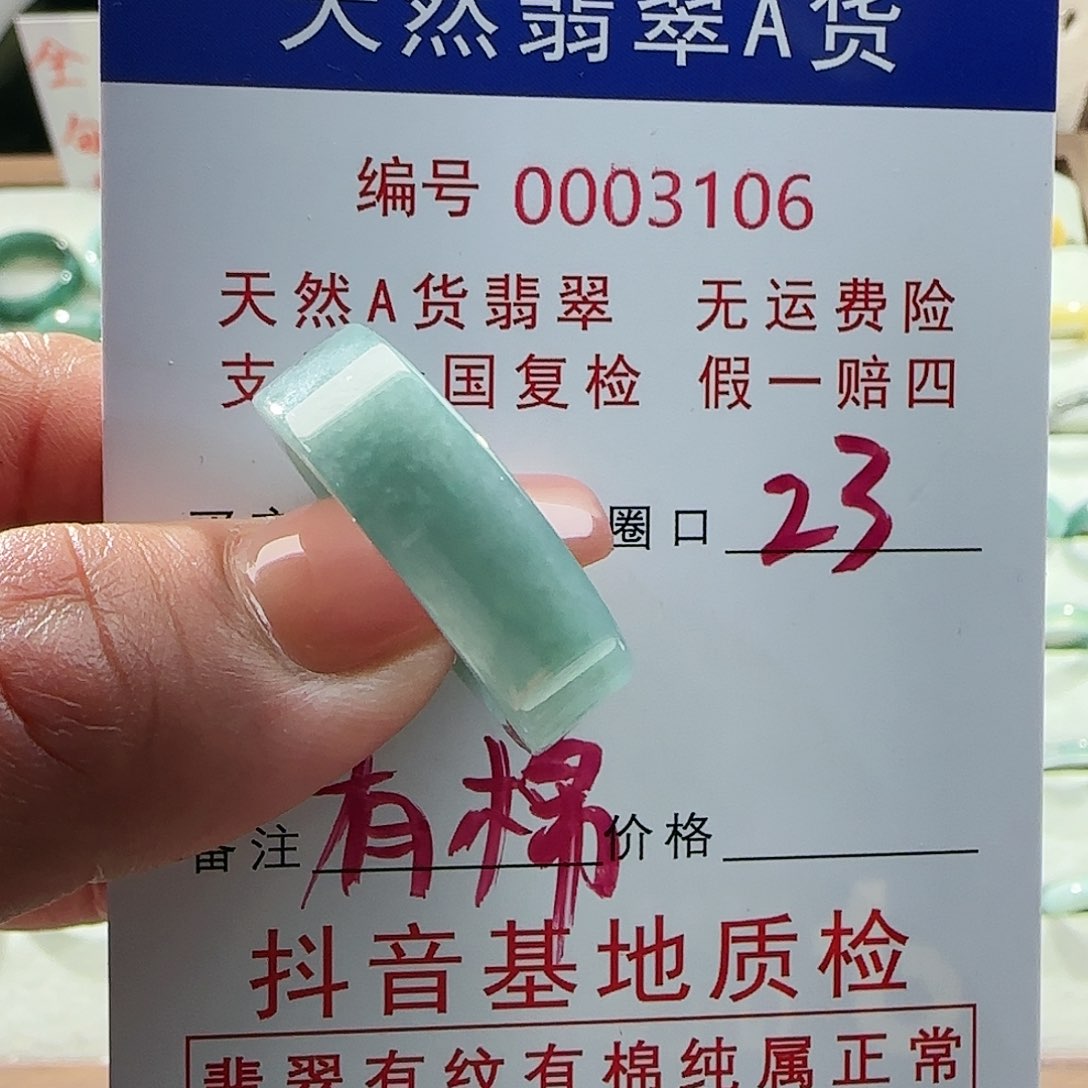 天然翡翠A货
编号 0003106
天然A货翡翠 无运费险
支 国复检 假一赔四
圈口 23
备注 有棉 价格
抖音基地质检
翡翠有纹有棉纯属正常